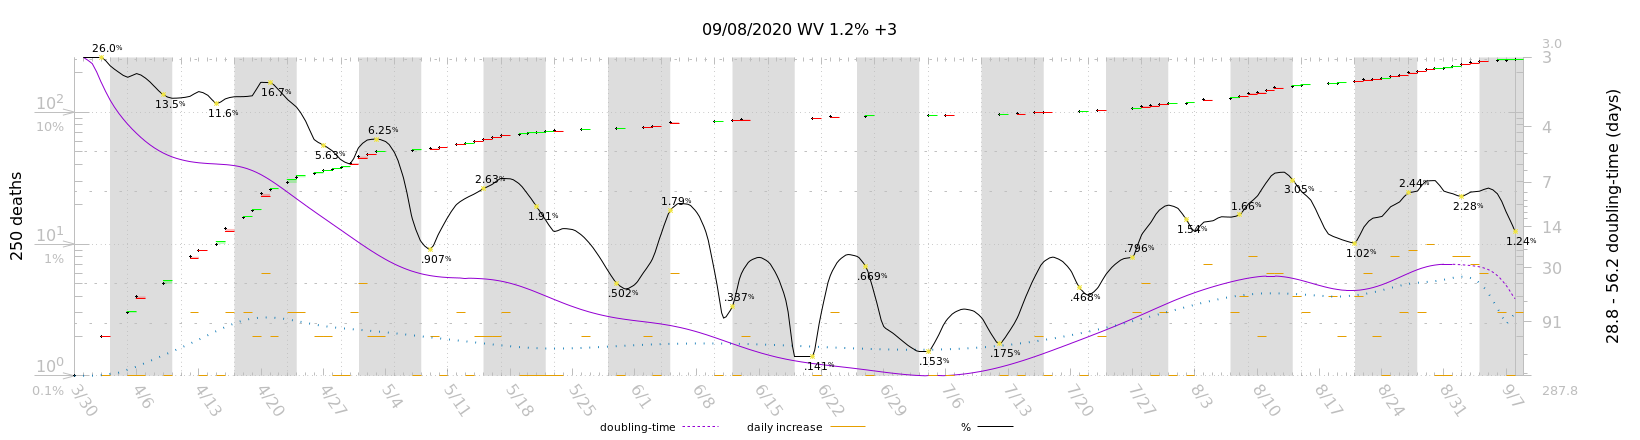 09/08/2020 WV 1.2% +3
250 deaths
10² 10% 10¹ 1% 10⁰ 0.1%
26.0% 13.5% 11.6% 16.7% 5.63% 6.25% .907% 2.63% 1.91% .502% 1.79% .337% .141% .669% .153% .175% .468% .796% 1.54% 1.66% 3.05% 1.02% 2.44% 2.28% 1.24%
3.0
3
4
7
14
30
91
287.8
28.8 - 56.2 doubling-time (days)
3/30 4/6 4/13 4/20 4/27 5/4 5/11 5/18 5/25 6/1 6/8 6/15 6/22 6/29 7/6 7/13 7/20 7/27 8/3 8/10 8/17 8/24 8/31 9/7
doubling-time daily increase %